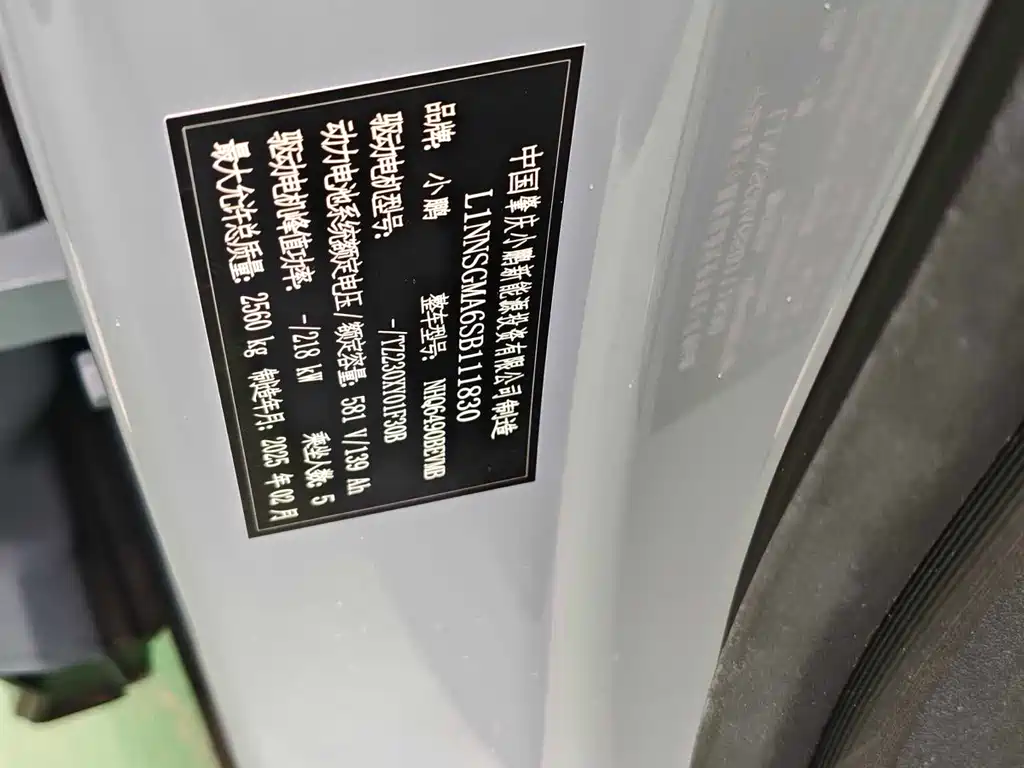 中国肇庆小鹏新能源投资有限公司制造
L1NNSGMA6SB111830
品牌: 小鹏 整车型号: NHQ6490BEVMB
驱动电机型号: -/TZ230XY01F30B
动力电池系统额定电压/额定容量: 581 V/139 Ah
驱动电机峰值功率: -/218 kW 乘坐人数: 5
最大允许总质量: 2560 kg 制造年月: 2025 年 02 月